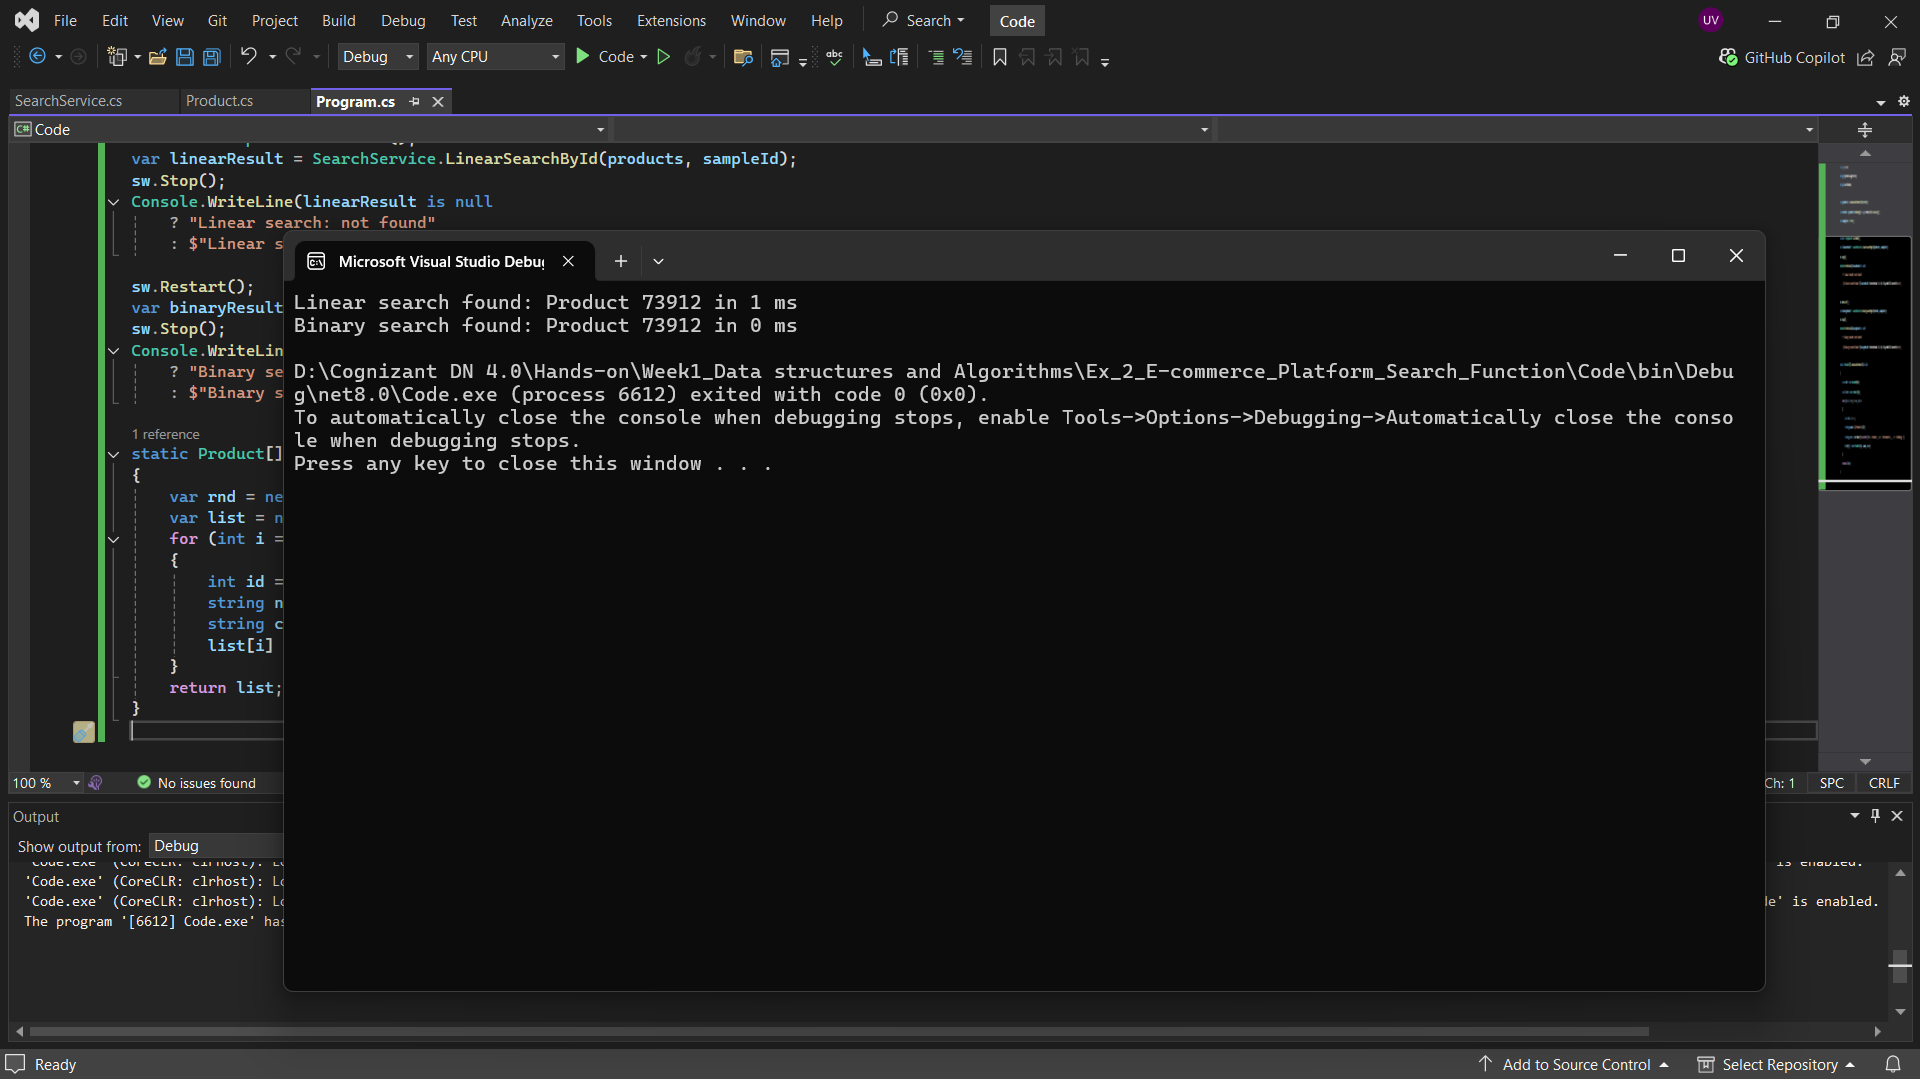 File Edit View Git Project Build Debug Test Analyze Tools Extensions Window Help Search Code UV
Debug Any CPU Code GitHub Copilot
SearchService.cs Product.cs Program.cs
C# Code
var linearResult = SearchService.LinearSearchById(products, sampleId);
sw.Stop();
Console.WriteLine(linearResult is null
? "Linear search: not found"
: $"Linear s
sw.Restart();
var binaryResult
sw.Stop();
Console.WriteLin
? "Binary se
: $"Binary s
1 reference
static Product[]
{
var rnd = ne
var list = n
for (int i =
{
int id =
string n
string c
list[i]
}
return list;
}
Microsoft Visual Studio Debug
Linear search found: Product 73912 in 1 ms
Binary search found: Product 73912 in 0 ms
D:\Cognizant DN 4.0\Hands-on\Week1_Data structures and Algorithms\Ex_2_E-commerce_Platform_Search_Function\Code\bin\Debu
g\net8.0\Code.exe (process 6612) exited with code 0 (0x0).
To automatically close the console when debugging stops, enable Tools->Options->Debugging->Automatically close the conso
le when debugging stops.
Press any key to close this window . . .
100 % No issues found Ch: 1 SPC CRLF
Output
Show output from: Debug
'Code.exe' (CoreCLR: clrhost): Lo is enabled.
'Code.exe' (CoreCLR: clrhost): Lo
'Code.exe' (CoreCLR: clrhost): Lo de' is enabled.
The program '[6612] Code.exe' has
Ready Add to Source Control Select Repository